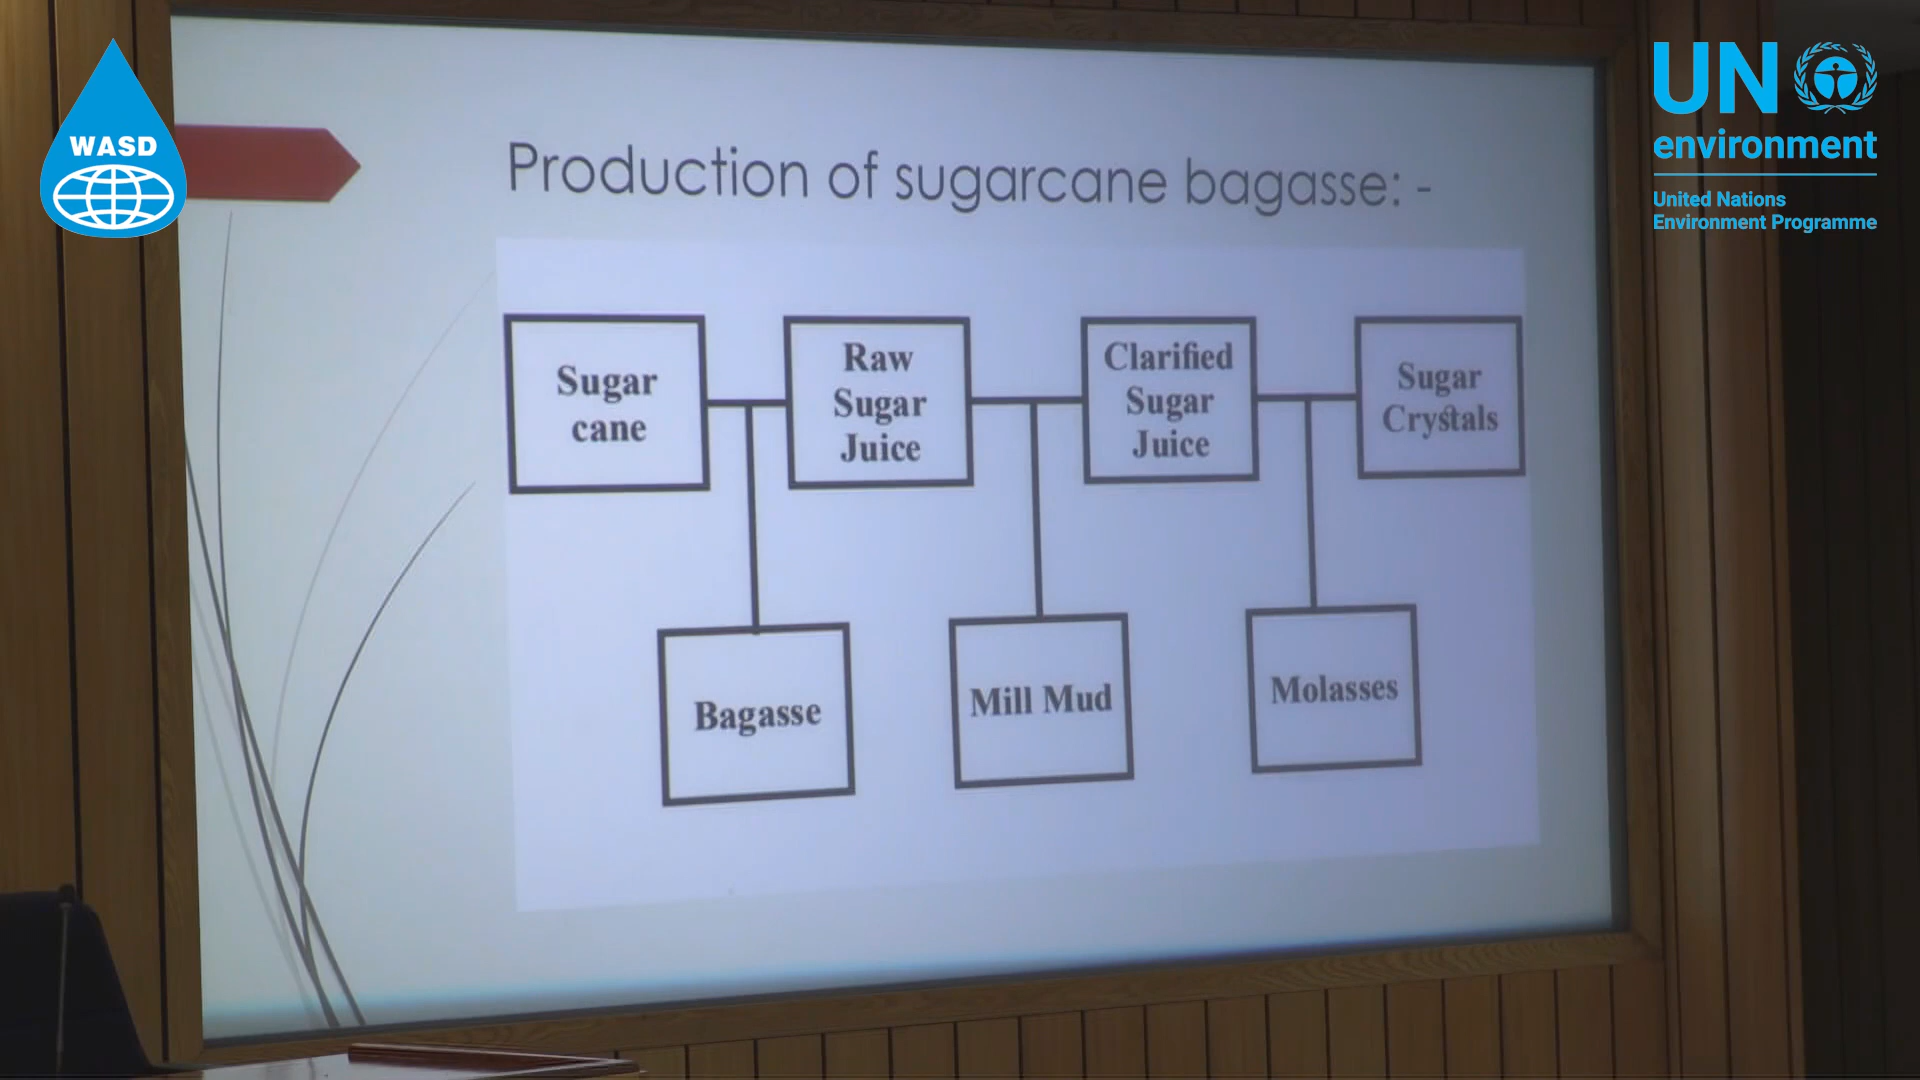 WASD
UN
environment
United Nations
Environment Programme
Production of sugarcane bagasse: -
Sugar
cane
Raw
Sugar
Juice
Clarified
Sugar
Juice
Sugar
Crystals
Bagasse
Mill Mud
Molasses